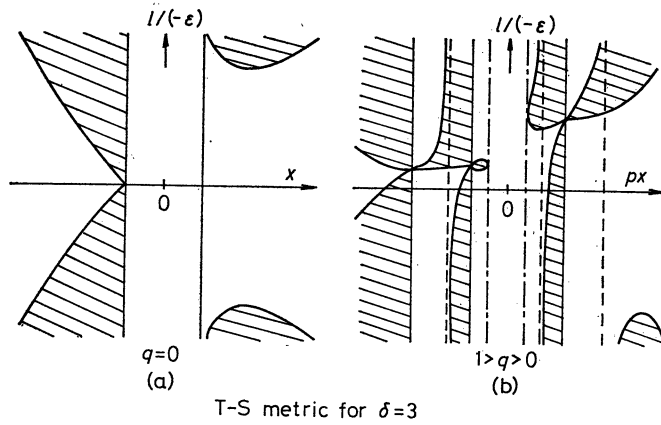 l/(-ε)
x
0
q=0
(a)
l/(-ε)
px
0
1>q>0
(b)
T-S metric for δ=3